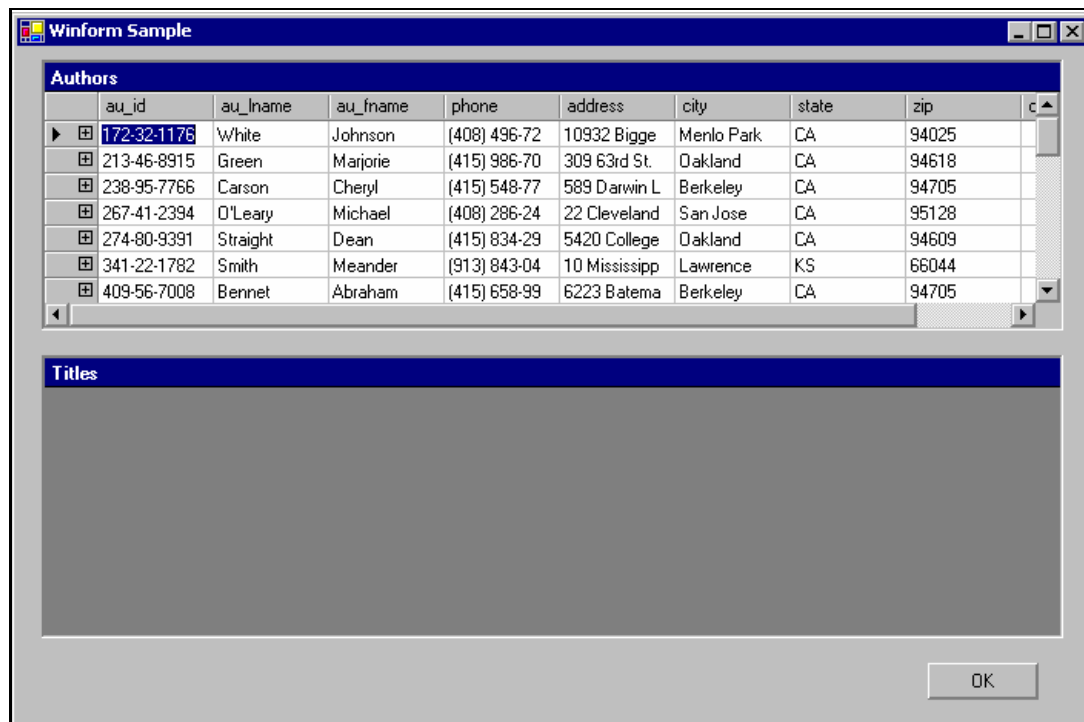 Winform Sample
Authors
au_id au_lname au_fname phone address city state zip c
172-32-1176 White Johnson (408) 496-72 10932 Bigge Menlo Park CA 94025
213-46-8915 Green Marjorie (415) 986-70 309 63rd St. Oakland CA 94618
238-95-7766 Carson Cheryl (415) 548-77 589 Darwin L Berkeley CA 94705
267-41-2394 O'Leary Michael (408) 286-24 22 Cleveland San Jose CA 95128
274-80-9391 Straight Dean (415) 834-29 5420 College Oakland CA 94609
341-22-1782 Smith Meander (913) 843-04 10 Mississipp Lawrence KS 66044
409-56-7008 Bennet Abraham (415) 658-99 6223 Batema Berkeley CA 94705
Titles
OK